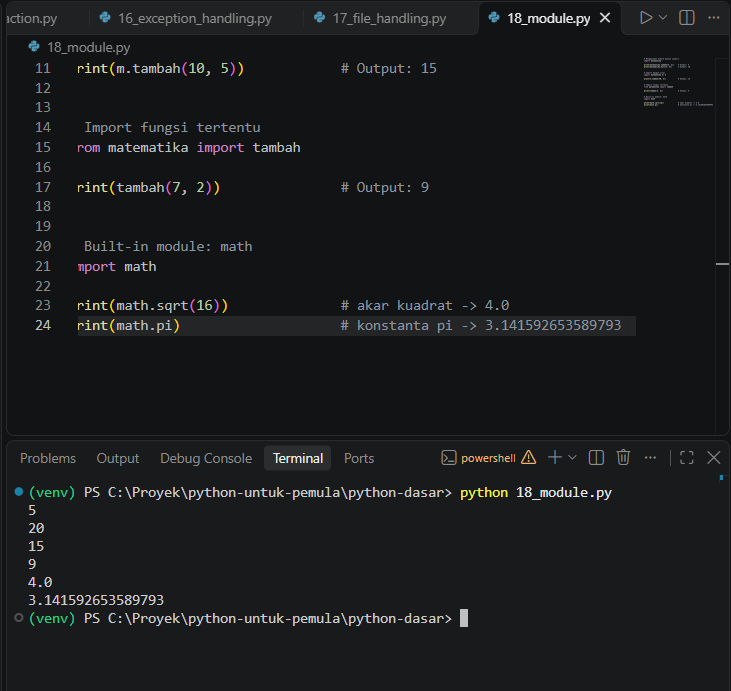 action.py 16_exception_handling.py 17_file_handling.py 18_module.py
18_module.py
11 rint(m.tambah(10, 5)) # Output: 15
12
13
14 Import fungsi tertentu
15 rom matematika import tambah
16
17 rint(tambah(7, 2)) # Output: 9
18
19
20 Built-in module: math
21 mport math
22
23 rint(math.sqrt(16)) # akar kuadrat -> 4.0
24 rint(math.pi) # konstanta pi -> 3.141592653589793
Problems Output Debug Console Terminal Ports powershell
(venv) PS C:\Proyek\python-untuk-pemula\python-dasar> python 18_module.py
5
20
15
9
4.0
3.141592653589793
(venv) PS C:\Proyek\python-untuk-pemula\python-dasar>